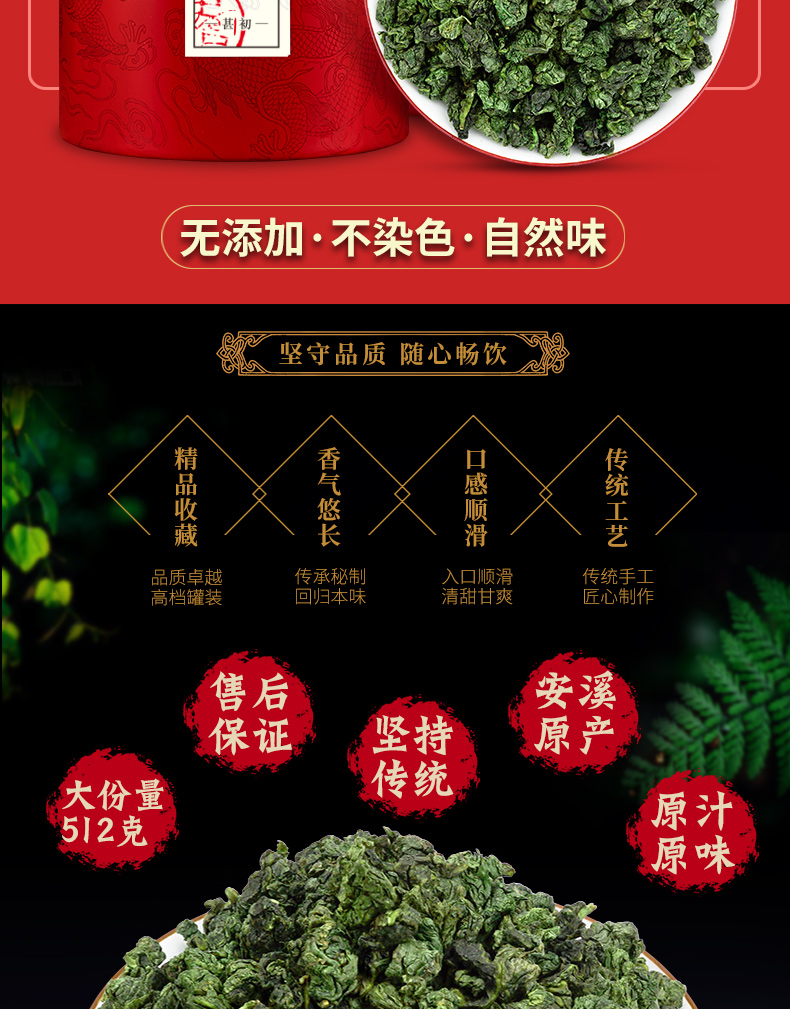 甚初
无添加·不染色·自然味
坚守品质 随心畅饮
精品收藏
香气悠长
口感顺滑
传统工艺
品质卓越
高档罐装
传承秘制
回归本味
入口顺滑
清甜甘爽
传统手工
匠心制作
售后
保证
坚持
传统
安溪
原产
大份量
512克
原汁
原味